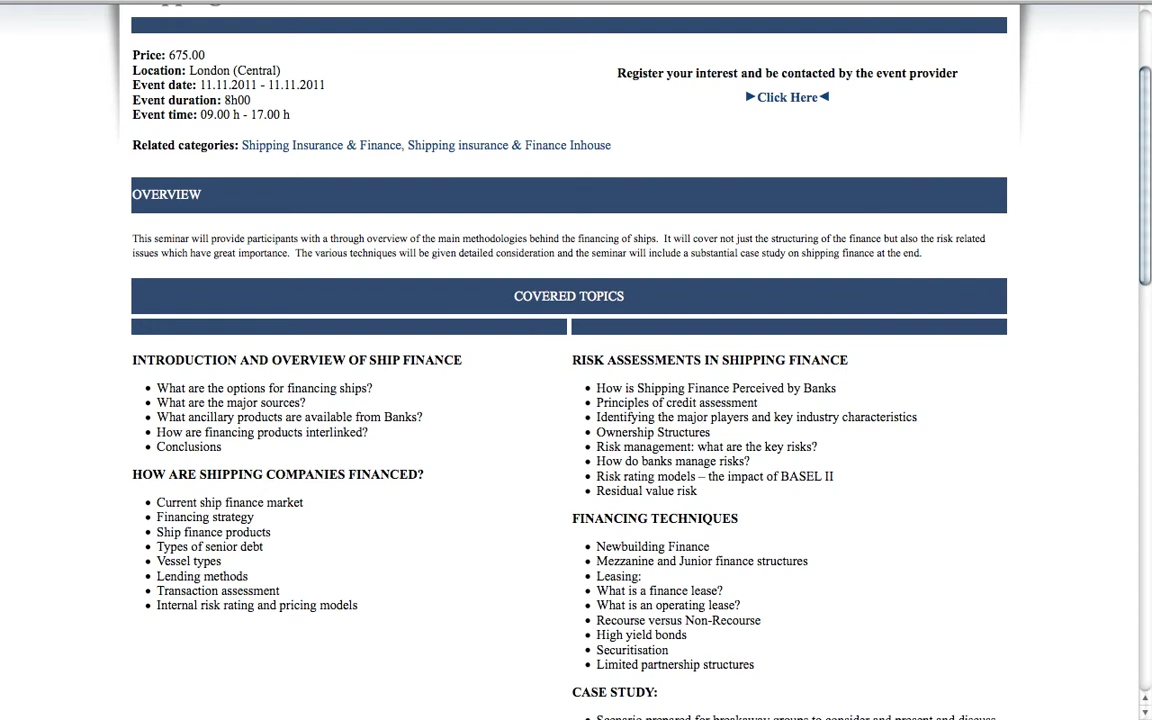 Price: 675.00
Location: London (Central)
Event date: 11.11.2011 - 11.11.2011
Event duration: 8h00
Event time: 09.00 h - 17.00 h
Register your interest and be contacted by the event provider
►Click Here◄
Related categories: Shipping Insurance & Finance, Shipping insurance & Finance Inhouse
OVERVIEW
This seminar will provide participants with a through overview of the main methodologies behind the financing of ships. It will cover not just the structuring of the finance but also the risk related
issues which have great importance. The various techniques will be given detailed consideration and the seminar will include a substantial case study on shipping finance at the end.
COVERED TOPICS
INTRODUCTION AND OVERVIEW OF SHIP FINANCE
• What are the options for financing ships?
• What are the major sources?
• What ancillary products are available from Banks?
• How are financing products interlinked?
• Conclusions
HOW ARE SHIPPING COMPANIES FINANCED?
• Current ship finance market
• Financing strategy
• Ship finance products
• Types of senior debt
• Vessel types
• Lending methods
• Transaction assessment
• Internal risk rating and pricing models
RISK ASSESSMENTS IN SHIPPING FINANCE
• How is Shipping Finance Perceived by Banks
• Principles of credit assessment
• Identifying the major players and key industry characteristics
• Ownership Structures
• Risk management: what are the key risks?
• How do banks manage risks?
• Risk rating models – the impact of BASEL II
• Residual value risk
FINANCING TECHNIQUES
• Newbuilding Finance
• Mezzanine and Junior finance structures
• Leasing:
• What is a finance lease?
• What is an operating lease?
• Recourse versus Non-Recourse
• High yield bonds
• Securitisation
• Limited partnership structures
CASE STUDY:
• Scenario prepared for breakaway groups to consider and present and discuss